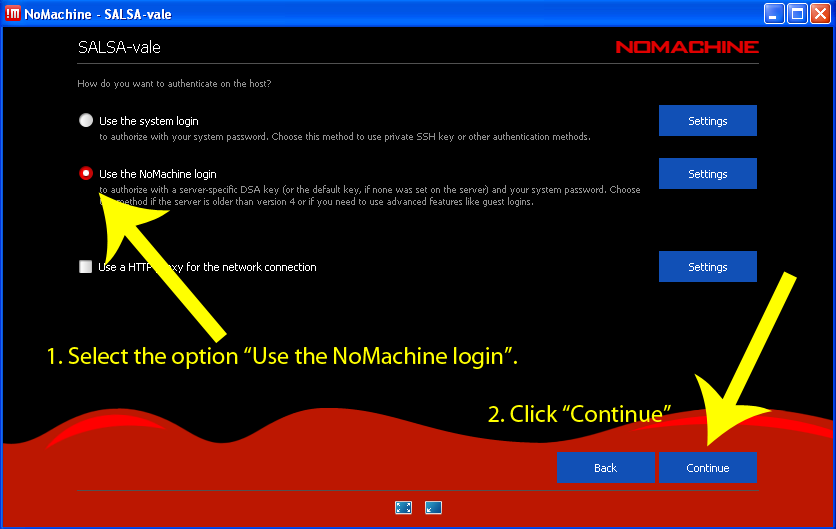 NoMachine - SALSA-vale
SALSA-vale
NOMACHINE
How do you want to authenticate on the host?
Use the system login
Settings
to authorize with your system password. Choose this method to use private SSH key or other authentication methods.
Use the NoMachine login
Settings
to authorize with a server-specific DSA key (or the default key, if none was set on the server) and your system password. Choose
method if the server is older than version 4 or if you need to use advanced features like guest logins.
Use a HTTP proxy for the network connection
Settings
1. Select the option “Use the NoMachine login”.
2. Click “Continue”
Back
Continue